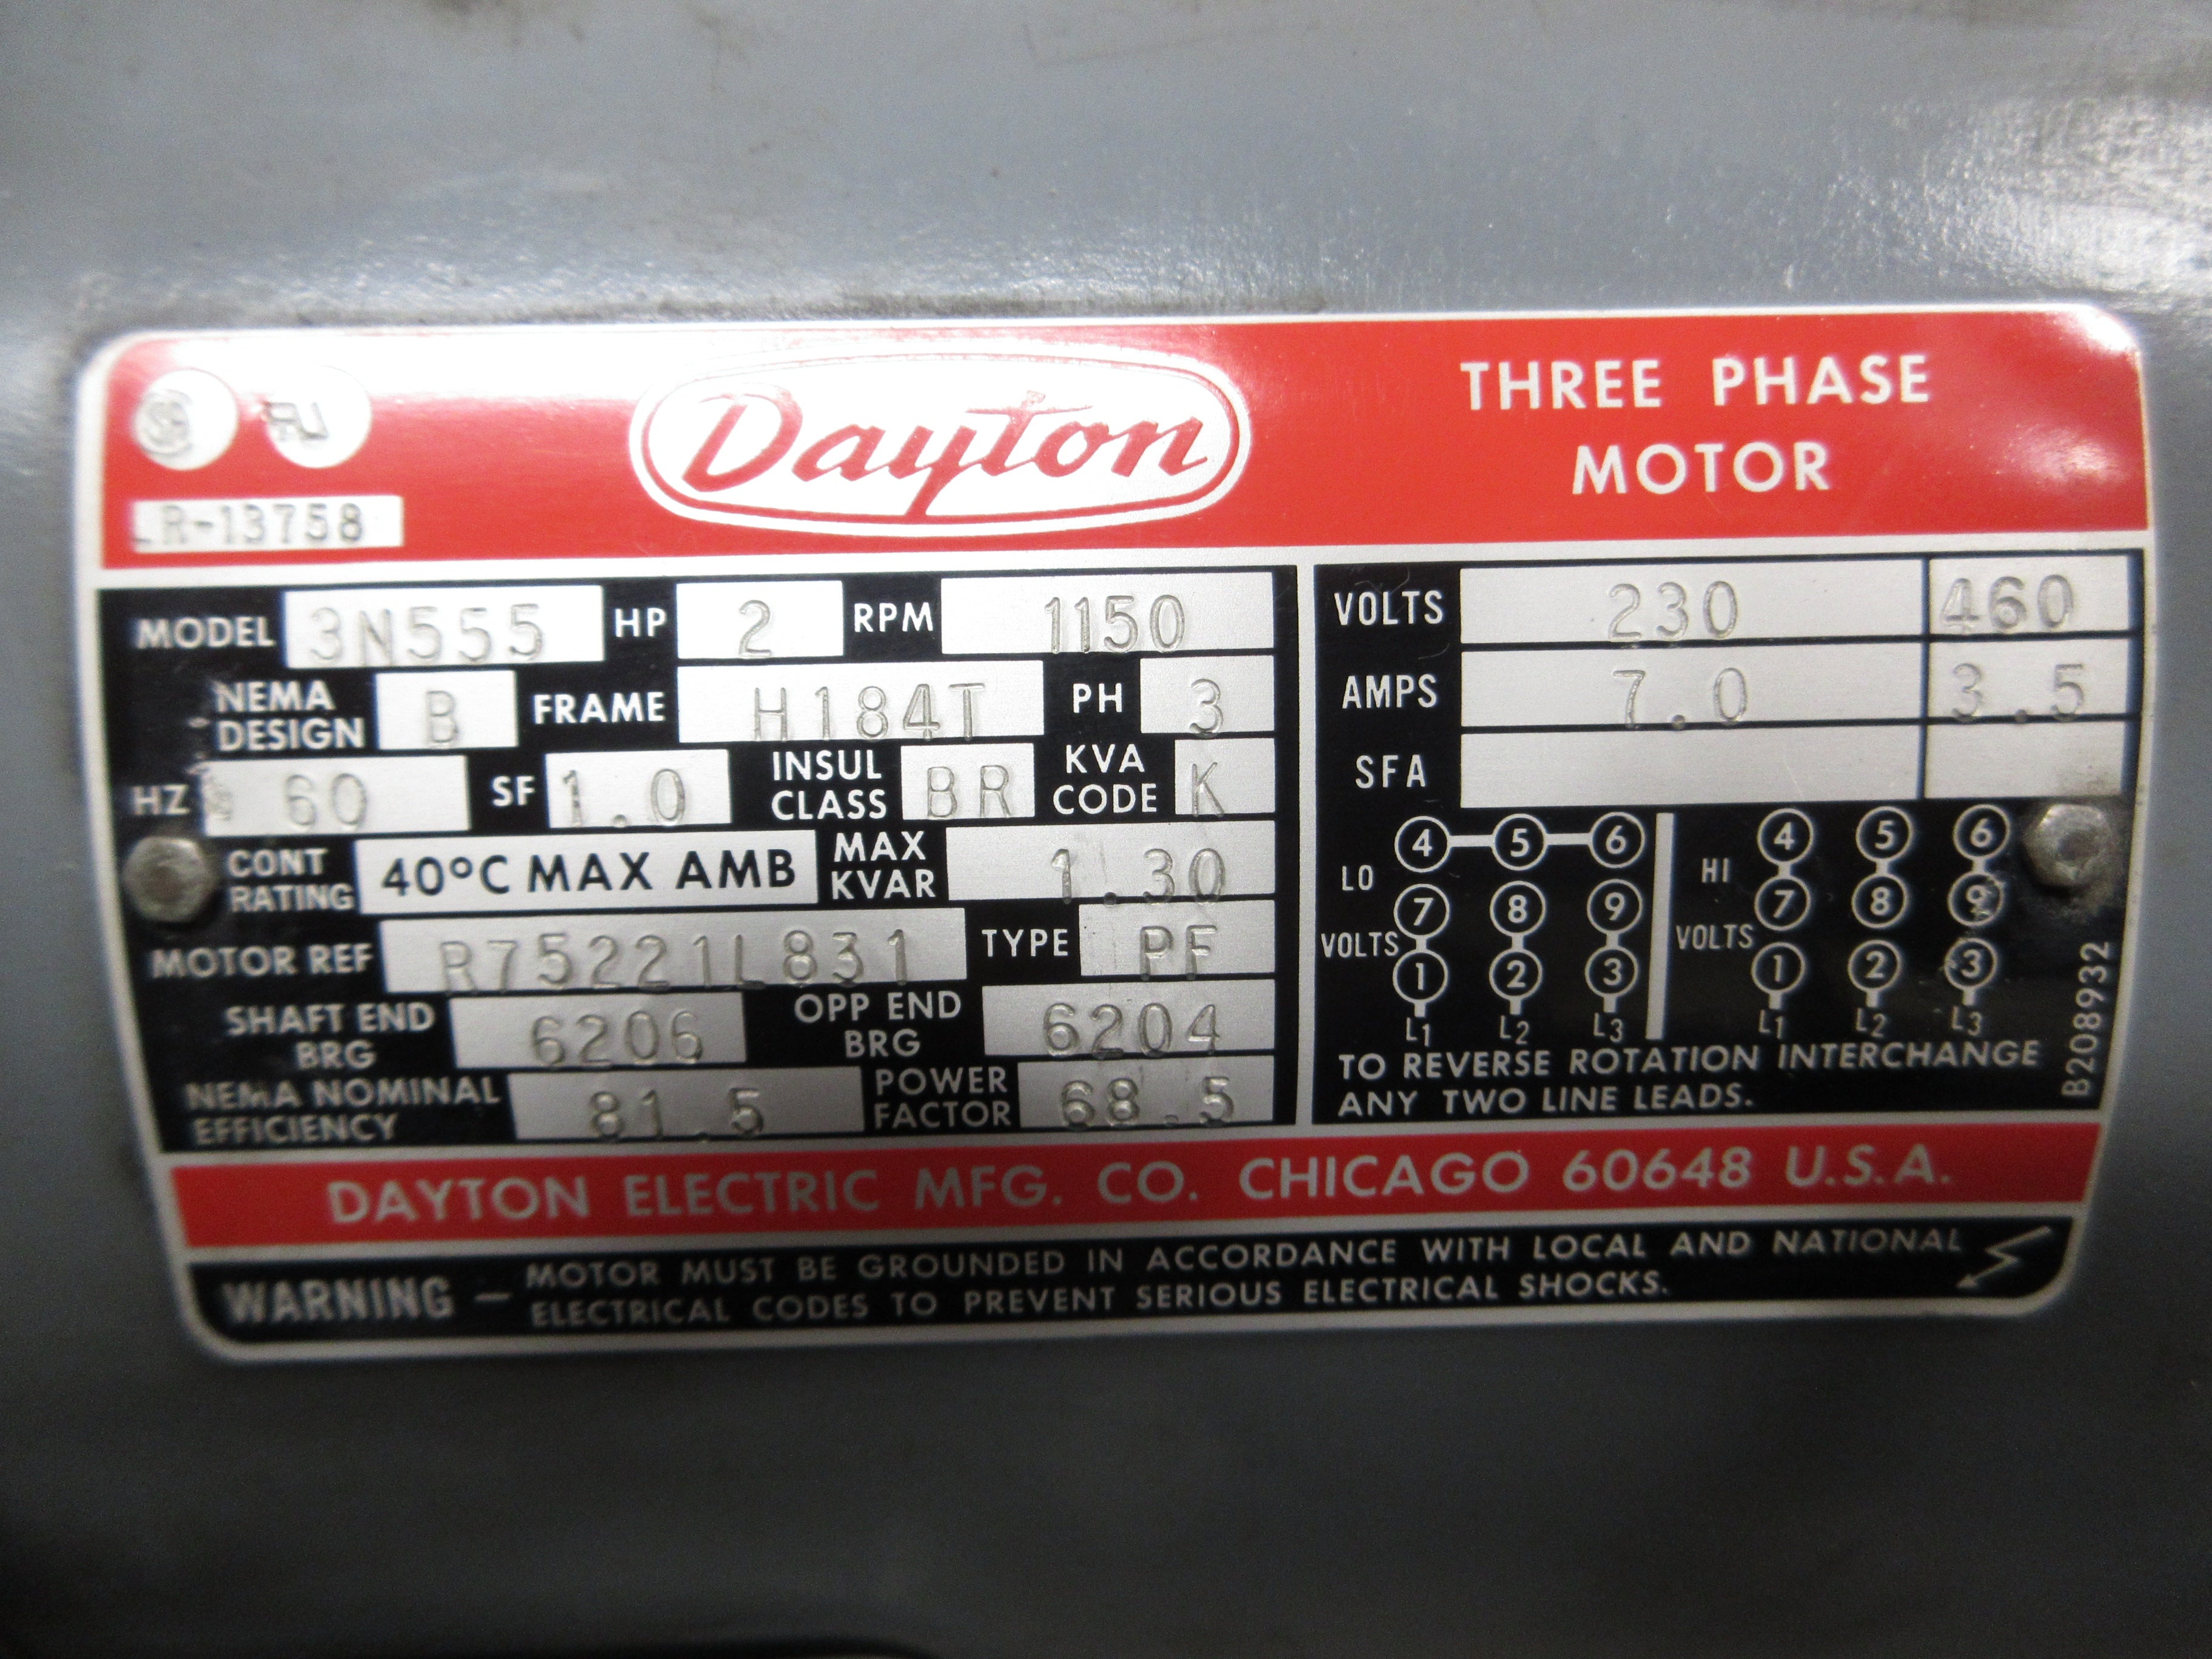 SA RU
LR-13758
Dayton
THREE PHASE
MOTOR
MODEL 3N555 HP 2 RPM 1150
NEMA DESIGN B FRAME H184T PH 3
HZ 60 SF 1.0 INSUL CLASS BR KVA CODE K
CONT RATING 40°C MAX AMB MAX KVAR 1.30
MOTOR REF R75221L831 TYPE PF
SHAFT END BRG 6206 OPP END BRG 6204
NEMA NOMINAL EFFICIENCY 81.5 POWER FACTOR 68.5
VOLTS 230 460
AMPS 7.0 3.5
SFA
LO VOLTS
4 5 6
7 8 9
1 2 3
L1 L2 L3
HI VOLTS
4 5 6
7 8 9
1 2 3
L1 L2 L3
TO REVERSE ROTATION INTERCHANGE
ANY TWO LINE LEADS.
B208932
DAYTON ELECTRIC MFG. CO. CHICAGO 60648 U.S.A.
WARNING - MOTOR MUST BE GROUNDED IN ACCORDANCE WITH LOCAL AND NATIONAL
ELECTRICAL CODES TO PREVENT SERIOUS ELECTRICAL SHOCKS.